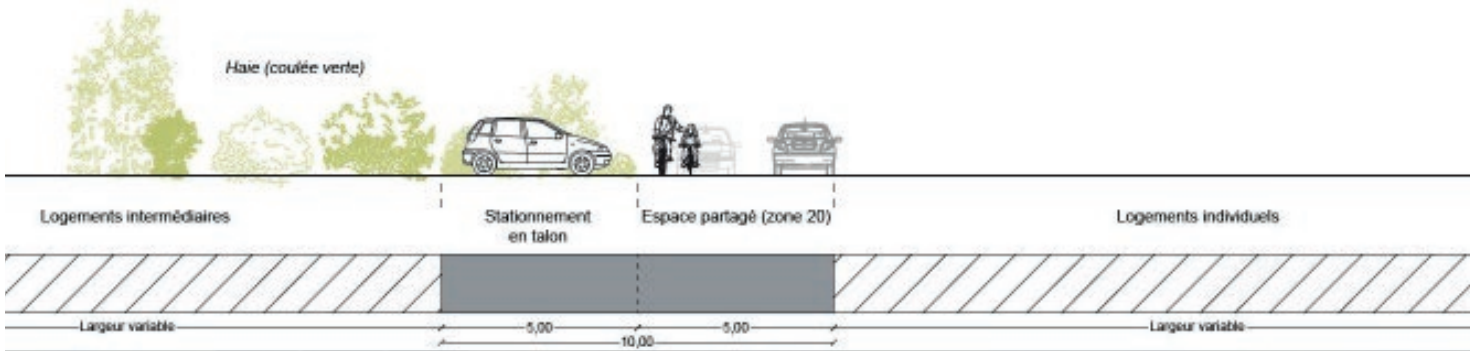 Haie (coulée verte)
Logements intermédiaires
Stationnement
en talon
Espace partagé (zone 20)
Logements individuels
Largeur variable
5,00
5,00
Largeur variable
10,00